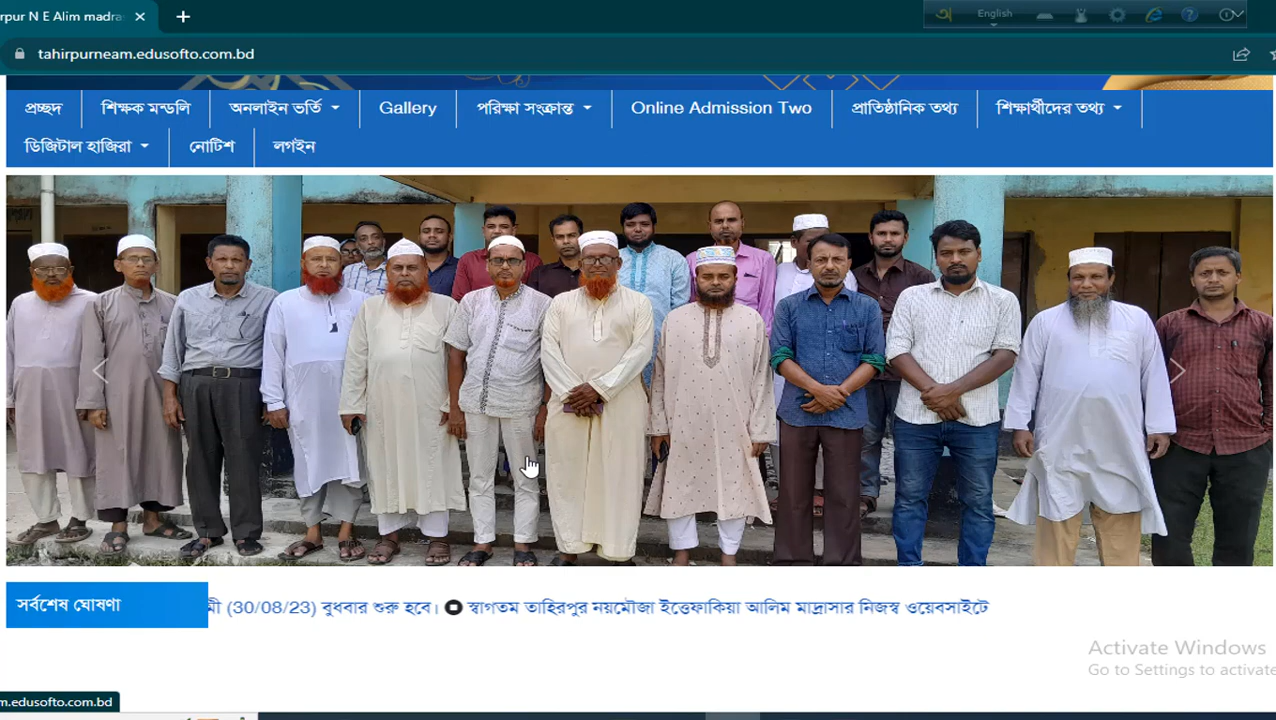 rpur N E Alim madra
English
tahirpurneam.edusofto.com.bd
প্রচ্ছদ শিক্ষক মন্ডলি অনলাইন ভর্তি Gallery পরিক্ষা সংক্রান্ত Online Admission Two প্রাতিষ্ঠানিক তথ্য শিক্ষার্থীদের তথ্য
ডিজিটাল হাজিরা নোটিশ লগইন
সর্বশেষ ঘোষণা মী (30/08/23) বুধবার শুরু হবে। স্বাগতম তাহিরপুর নয়মৌজা ইত্তেফাকিয়া আলিম মাদ্রাসার নিজস্ব ওয়েবসাইটে
Activate Windows
Go to Settings to activate
m.edusofto.com.bd